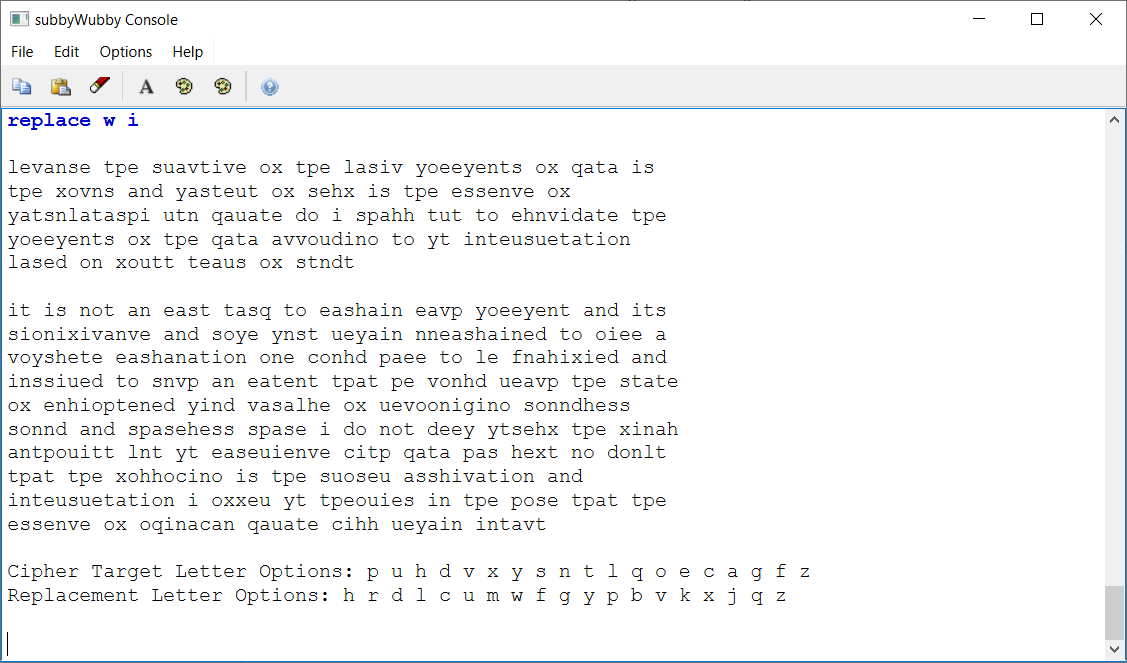 subbyWubby Console
File Edit Options Help
replace w i
levanse tpe suavtive ox tpe lasiv yoeeyents ox qata is
tpe xovns and yasteut ox sehx is tpe essenve ox
yatsnlataspi utn qauate do i spahh tut to ehnvidate tpe
yoeeyents ox tpe qata avvoudino to yt inteusuetation
lased on xoutt teaus ox stndt
it is not an east tasq to eashain eavp yoeeyent and its
sionixivanve and soye ynst ueyain nneashained to oiee a
voyshete eashanation one conhd paee to le fnahixied and
inssiued to snvp an eatent tpat pe vonhd ueavp tpe state
ox enhioptened yind vasalhe ox uevoonigino sonndhess
sonnd and spasehess spase i do not deey ytsehx tpe xinah
antpouitt lnt yt easeuienve citp qata pas hext no donlt
tpat tpe xohhocino is tpe suoseu asshivation and
inteusuetation i oxxeu yt tpeouies in tpe pose tpat tpe
essenve ox oqinacan qauate cihh ueyain intavt
Cipher Target Letter Options: p u h d v x y s n t l q o e c a g f z
Replacement Letter Options: h r d l c u m w f g y p b v k x j q z